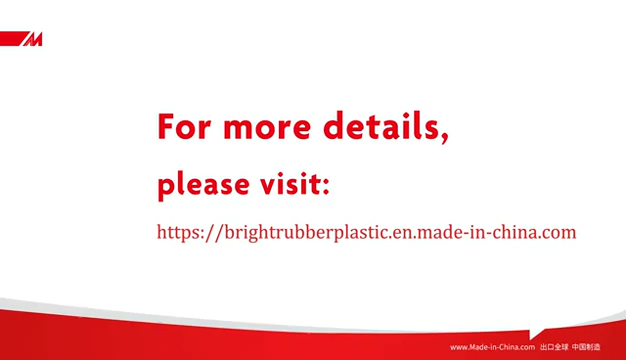 For more details,
please visit:
https://brightrubberplastic.en.made-in-china.com
www.Made-in-China.com 出口全球 中国制造